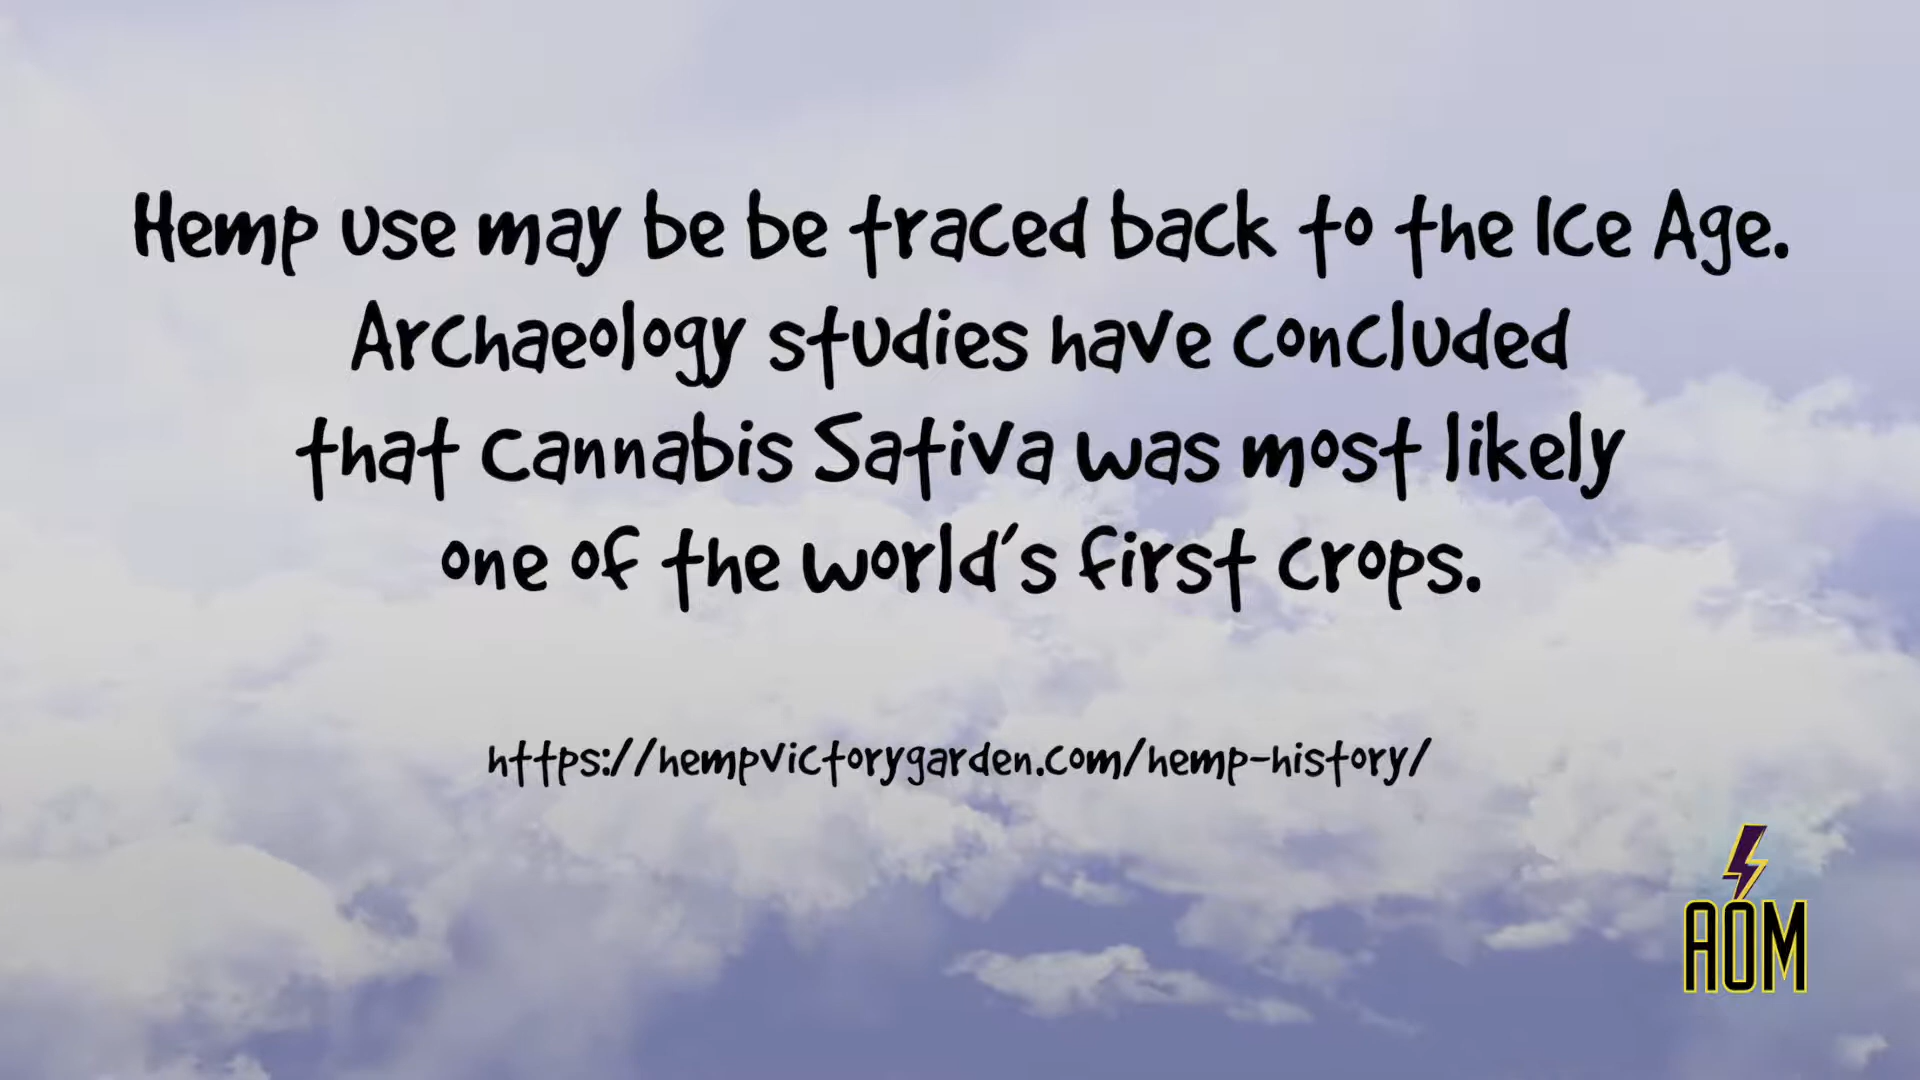 Hemp use may be be traced back to the Ice Age.
Archaeology studies have concluded
that Cannabis Sativa was most likely
one of the world's first crops.
https://hempvictorygarden.com/hemp-history/
AOM